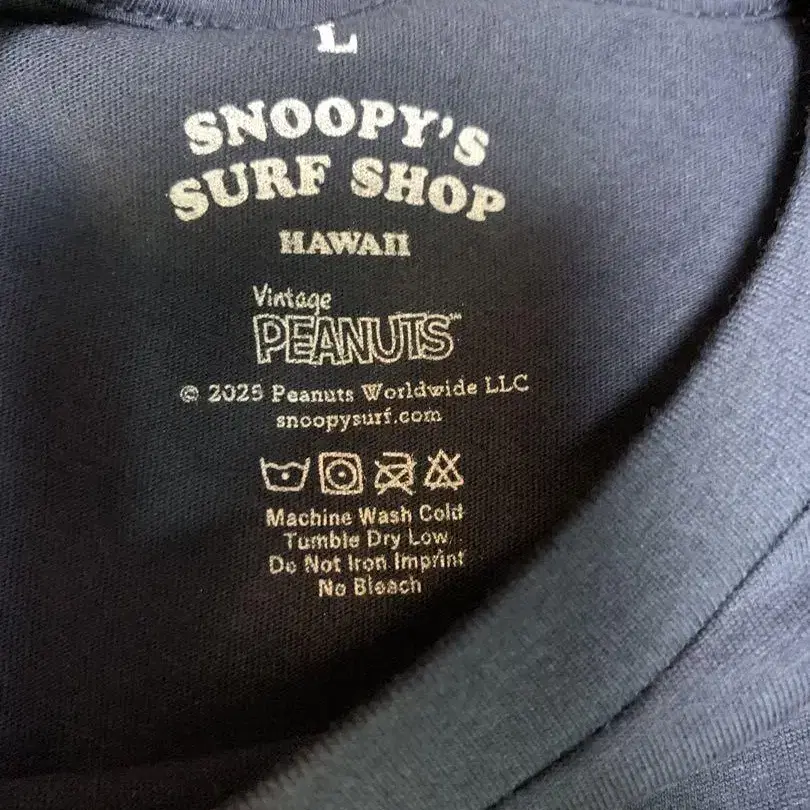 L
SNOOPY'S
SURF SHOP
HAWAII
Vintage
PEANUTS™
© 2025 Peanuts Worldwide LLC
snoopysurf.com
Machine Wash Cold
Tumble Dry Low
Do Not Iron Imprint
No Bleach